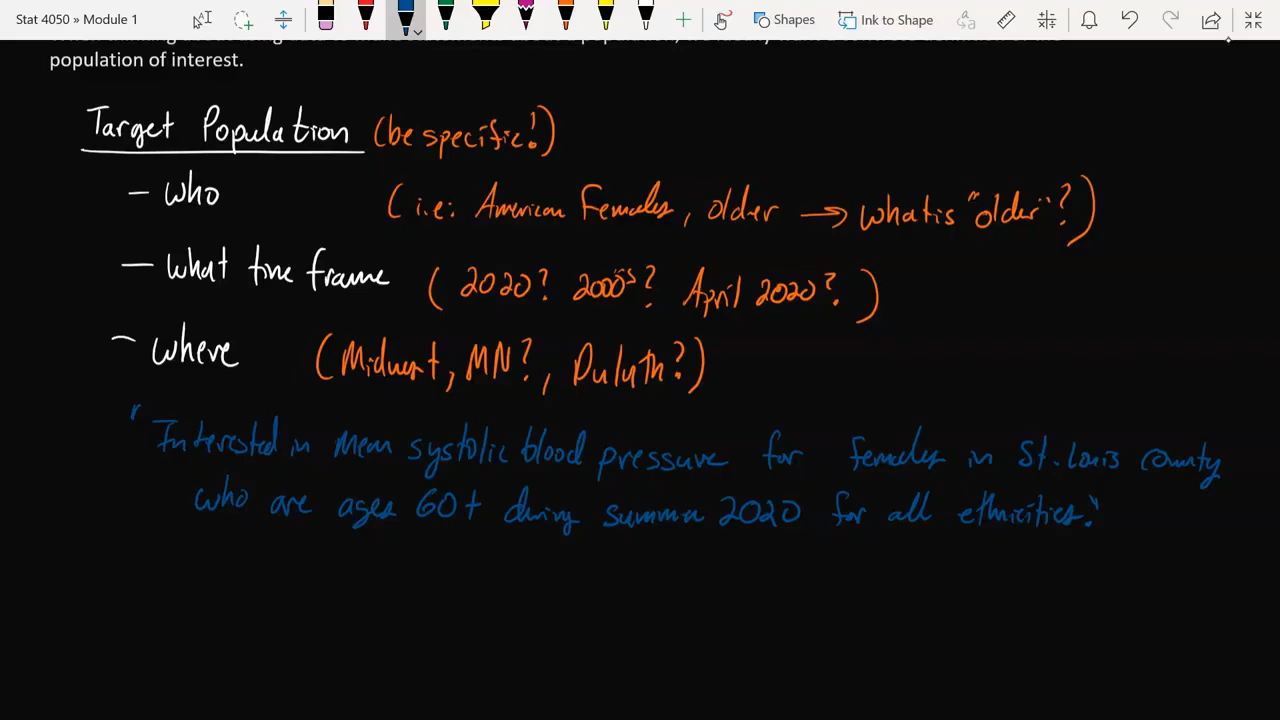 Stat 4050 » Module 1
Shapes
Ink to Shape
population of interest.
Target Population (be specific!)
- who (i.e: American Females, older → what is "older"?)
- what time frame (2020? 2000's? April 2020?)
- where (Midwest, MN?, Duluth?)
"Interested in mean systolic blood pressure for females in St. Louis county
who are ages 60+ during summer 2020 for all ethnicities."